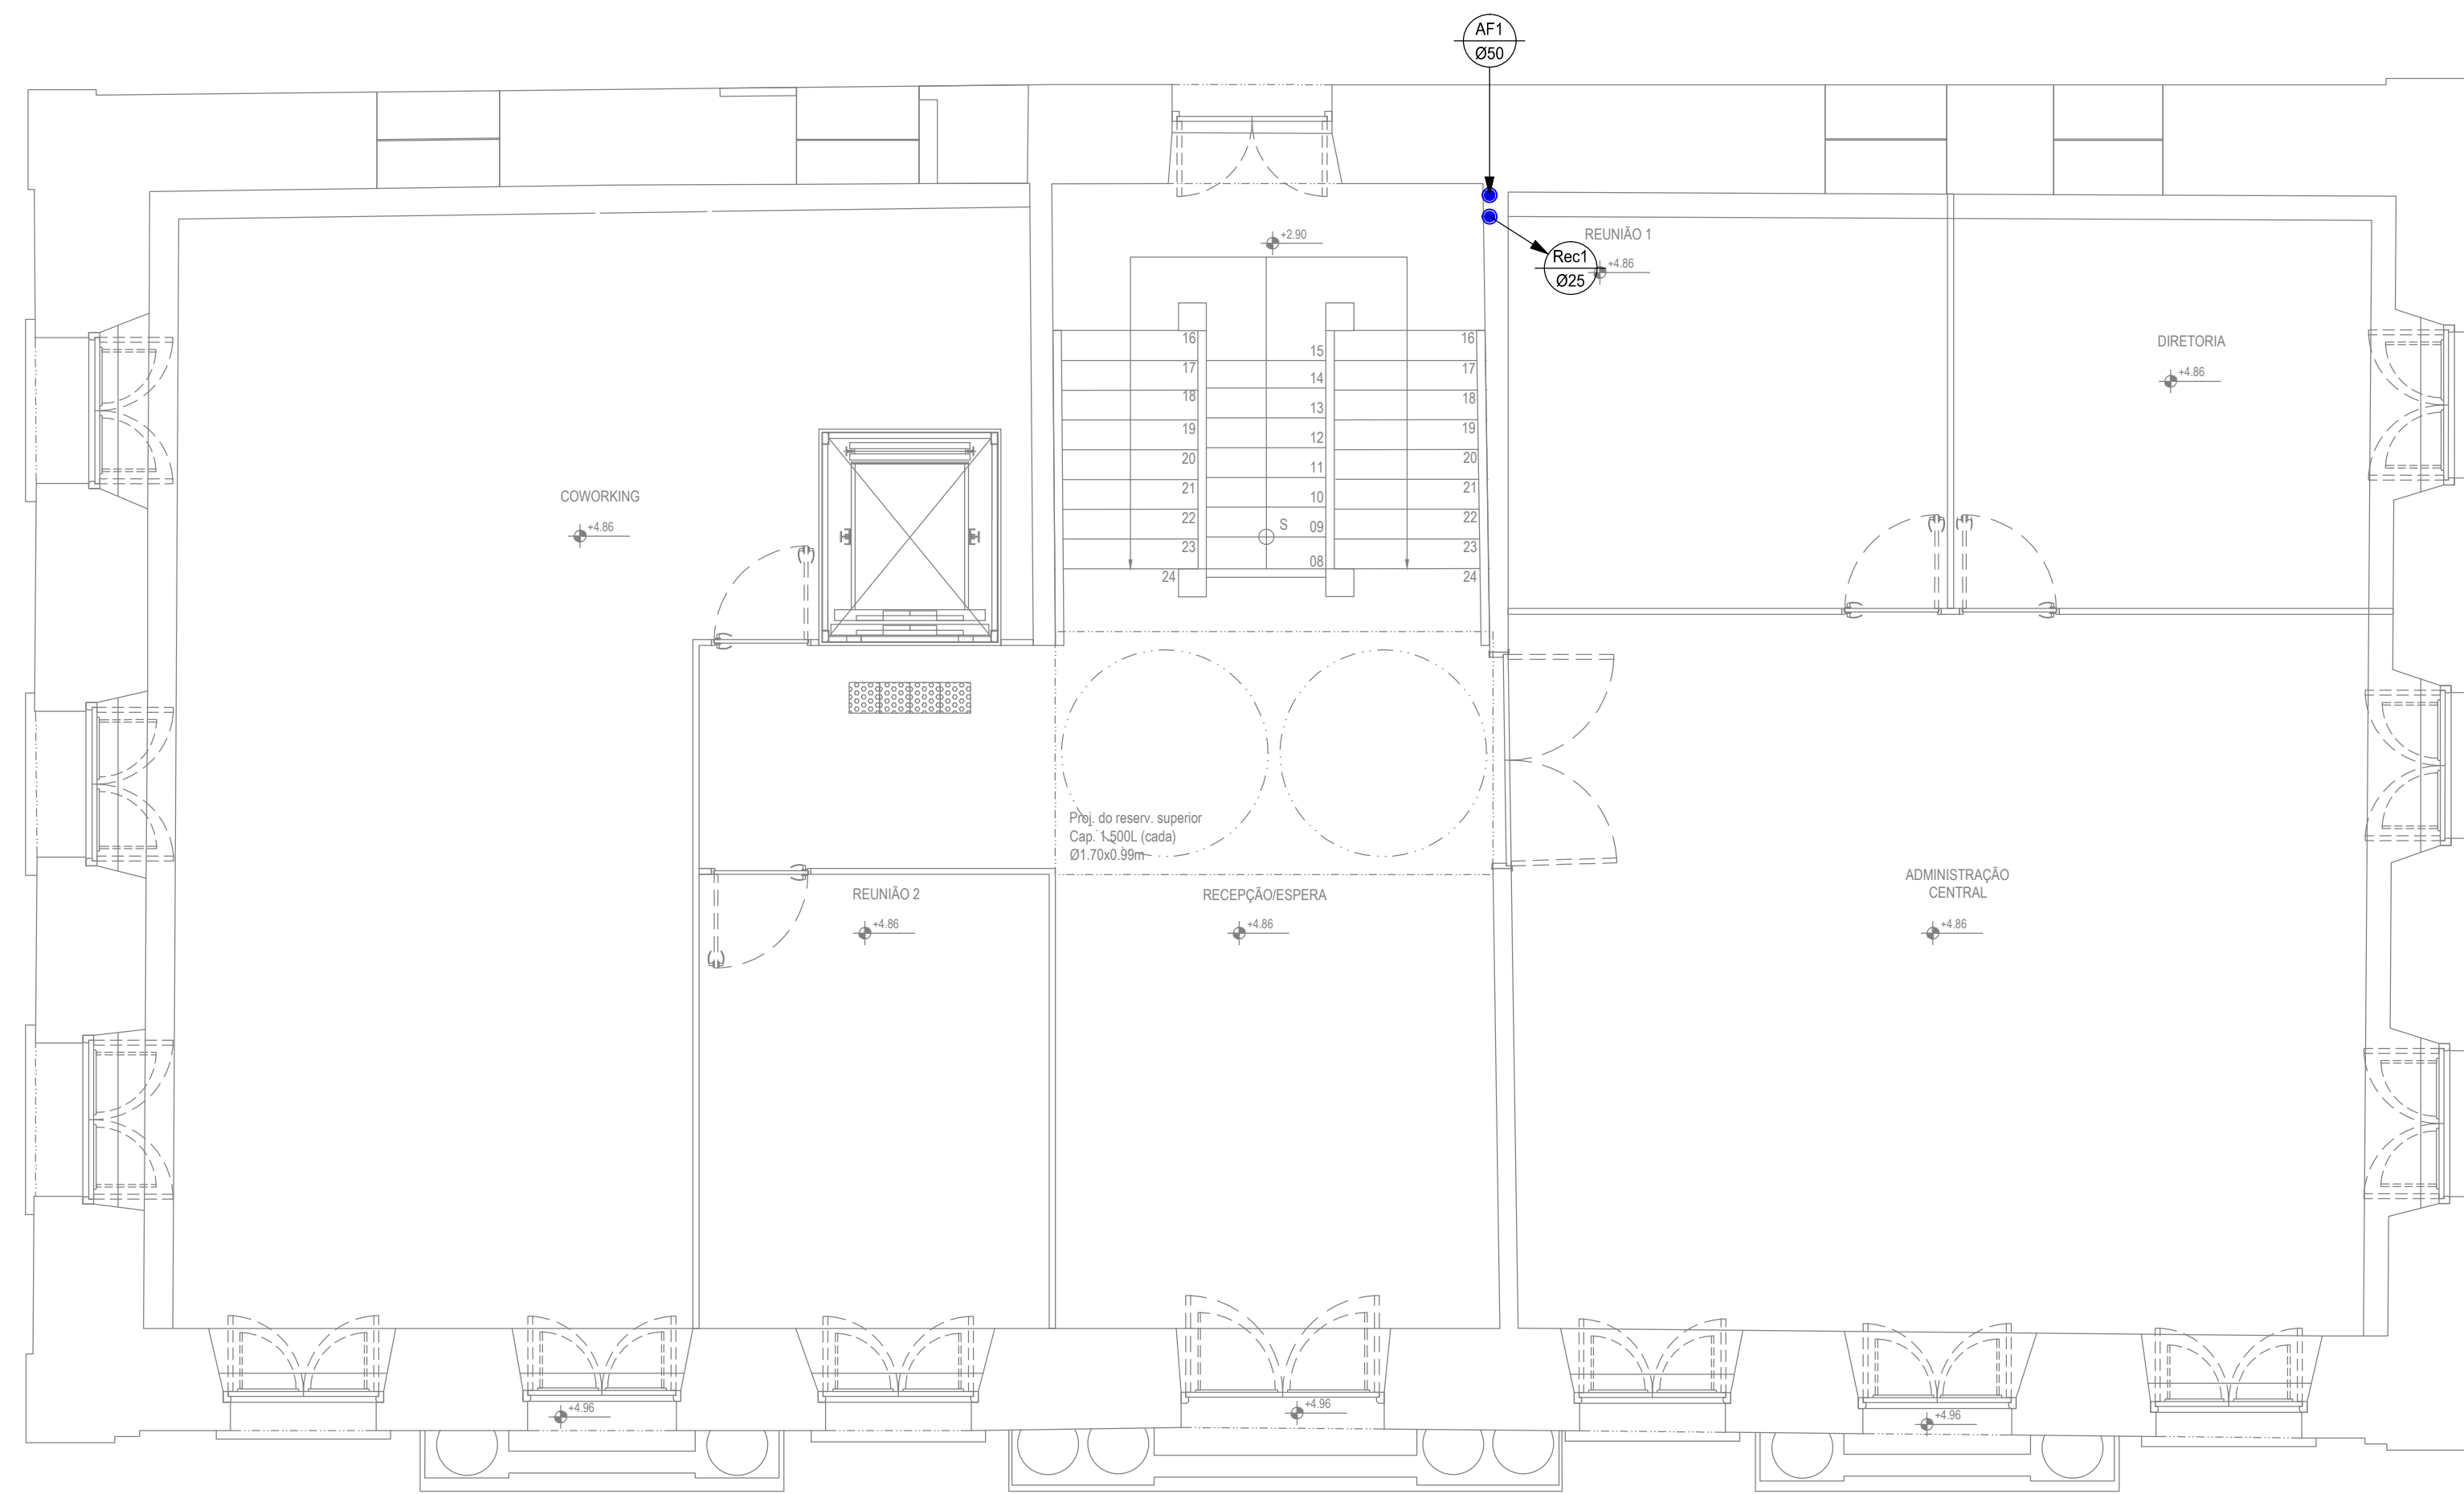 AF1
Ø50
+2.90
REUNIÃO 1
+4.86
Rec1
Ø25
DIRETORIA
+4.86
16
17
18
19
20
21
22
23
24
15
14
13
12
11
10
09
08
S
16
17
18
19
20
21
22
23
24
COWORKING
+4.86
Proj. do reserv. superior
Cap. 1.500L (cada)
Ø1.70x0.99m
REUNIÃO 2
+4.86
RECEPÇÃO/ESPERA
+4.86
ADMINISTRAÇÃO
CENTRAL
+4.86
+4.96
+4.96
+4.96